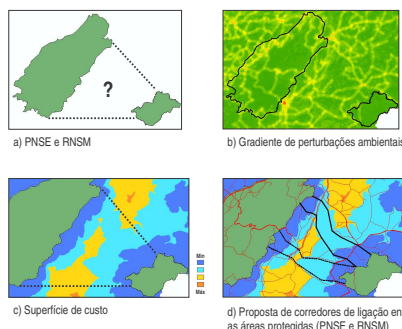 ?
a) PNSE e RNSM
b) Gradiente de perturbações ambientais
Min
Máx
c) Superfície de custo
d) Proposta de corredores de ligação en
as áreas protegidas (PNSE e RNSM)